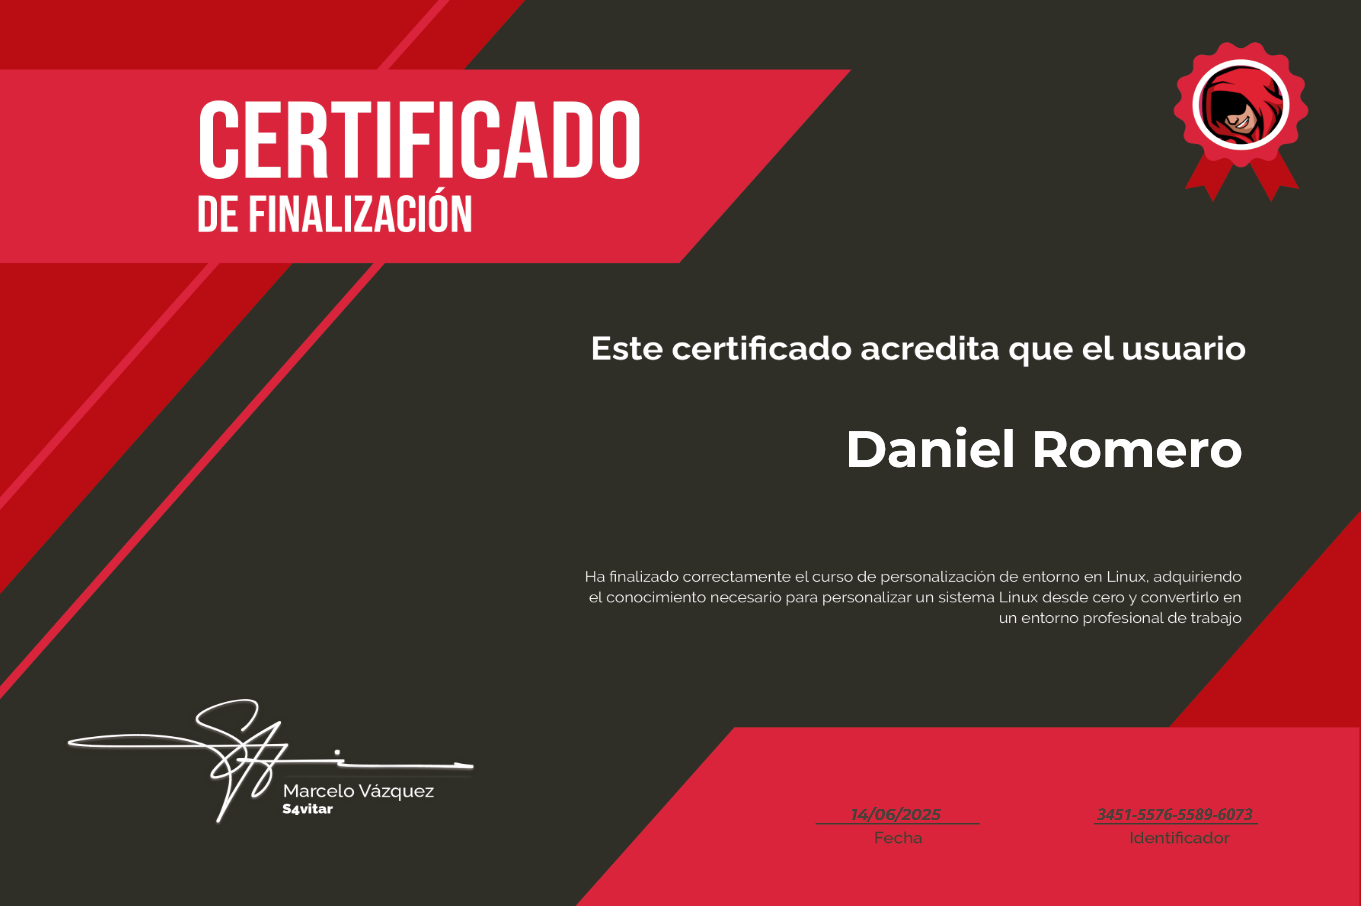 CERTIFICADO
DE FINALIZACIÓN
Este certificado acredita que el usuario
Daniel Romero
Ha finalizado correctamente el curso de personalización de entorno en Linux, adquiriendo
el conocimiento necesario para personalizar un sistema Linux desde cero y convertirlo en
un entorno profesional de trabajo
Marcelo Vázquez
S4vitar
14/06/2025
Fecha
3451-5576-5589-6073
Identificador